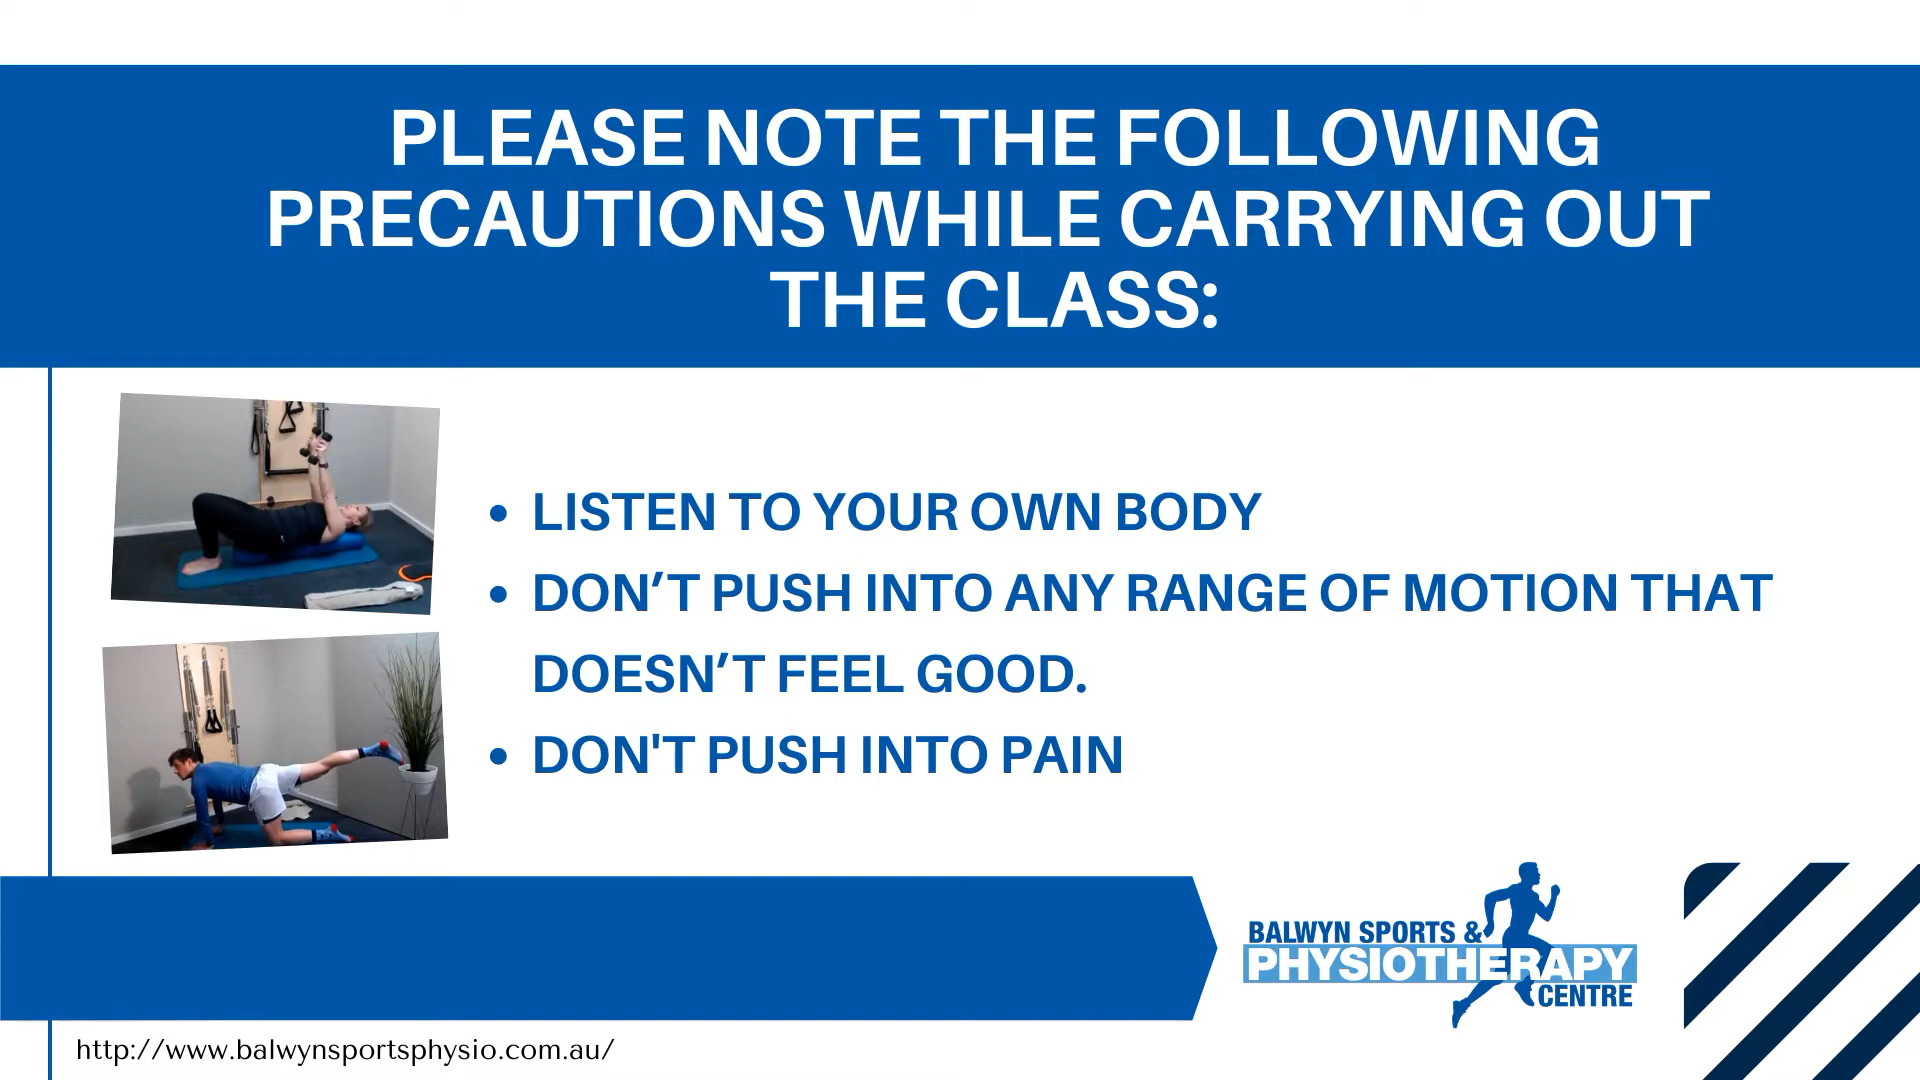 PLEASE NOTE THE FOLLOWING
PRECAUTIONS WHILE CARRYING OUT
THE CLASS:
• LISTEN TO YOUR OWN BODY
• DON’T PUSH INTO ANY RANGE OF MOTION THAT
DOESN’T FEEL GOOD.
• DON'T PUSH INTO PAIN
BALWYN SPORTS &
PHYSIOTHERAPY
CENTRE
http://www.balwynsportsphysio.com.au/